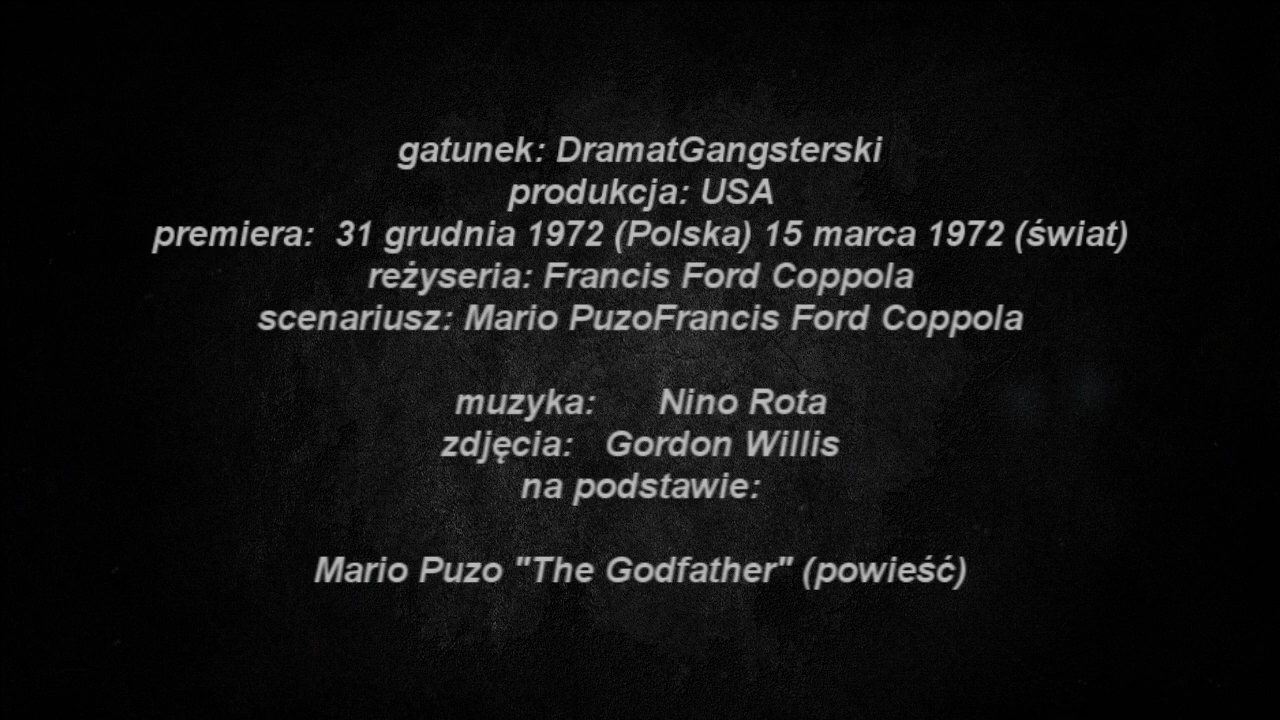 gatunek: DramatGangsterski
produkcja: USA
premiera:  31 grudnia 1972 (Polska) 15 marca 1972 (świat)
reżyseria: Francis Ford Coppola
scenariusz: Mario PuzoFrancis Ford Coppola
muzyka:      Nino Rota
zdjęcia:   Gordon Willis
na podstawie:
Mario Puzo "The Godfather" (powieść)